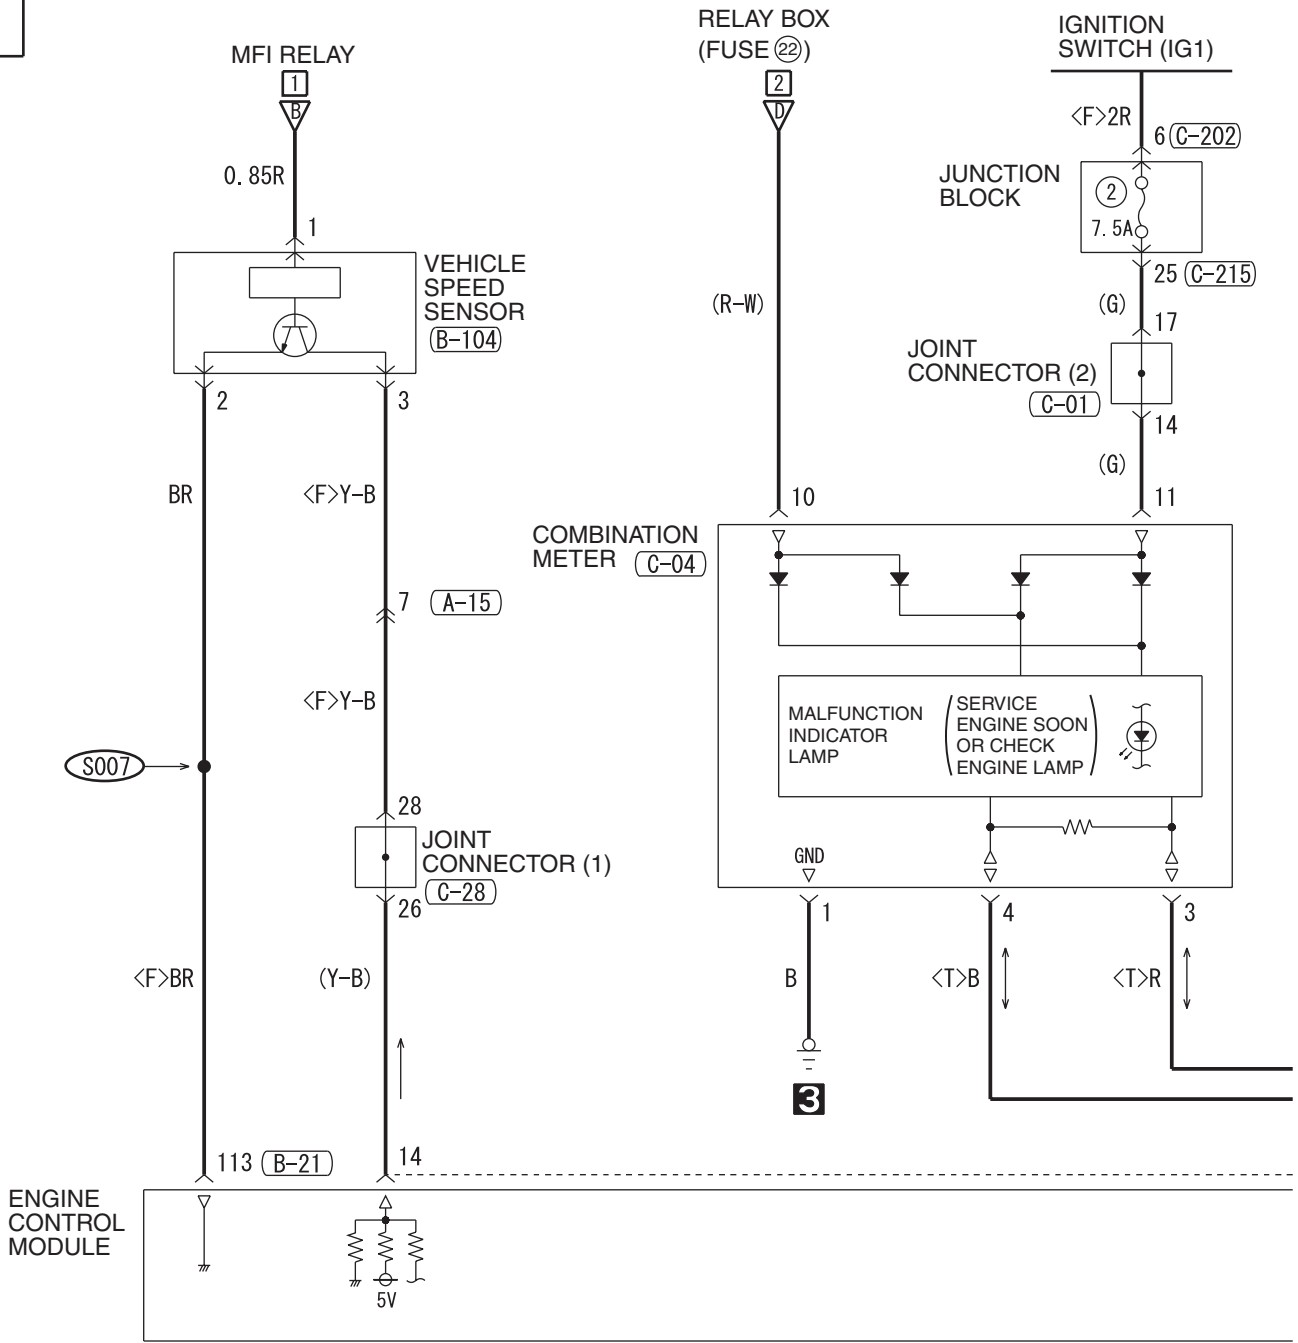 RELAY BOX
(FUSE 22)
IGNITION
SWITCH (IG1)
MFI RELAY
1
B
2
D
<F>2R
6 C-202
0.85R
JUNCTION
BLOCK
2
7.5A
1
25 C-215
VEHICLE
SPEED
SENSOR
B-104
(R-W)
(G)
17
JOINT
CONNECTOR (2)
C-01
2
3
14
(G)
BR
<F>Y-B
10
11
COMBINATION
METER C-04
7 A-15
<F>Y-B
MALFUNCTION
INDICATOR
LAMP
(SERVICE
ENGINE SOON
OR CHECK
ENGINE LAMP)
S007
28
JOINT
CONNECTOR (1)
C-28
26
GND
1
4
3
<F>BR
(Y-B)
B
<T>B
<T>R
3
113 B-21
14
ENGINE
CONTROL
MODULE
5V